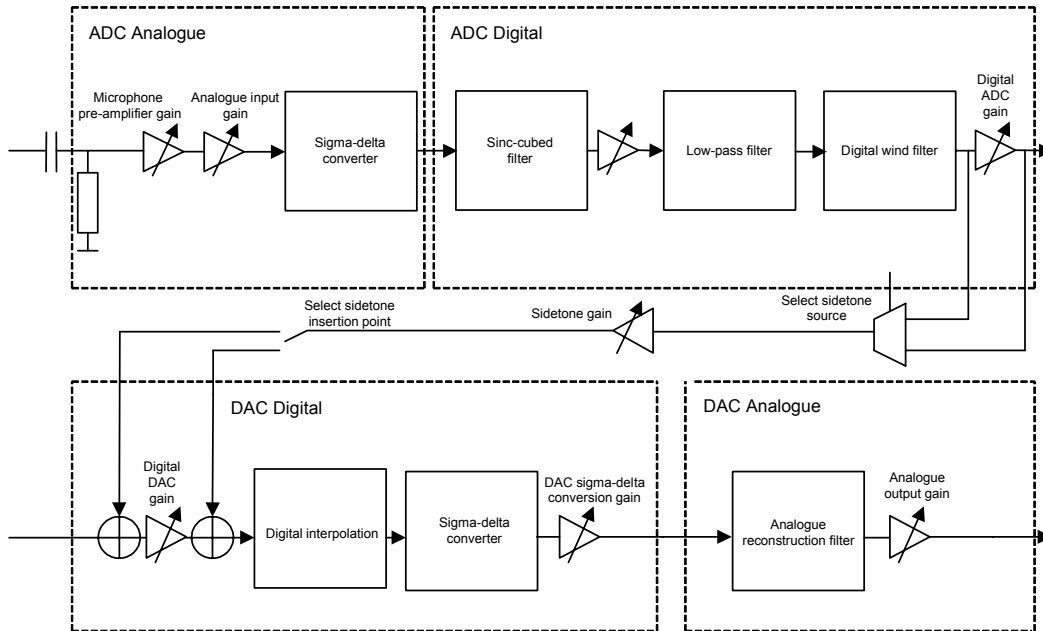 ADC Analogue
ADC Digital
Microphone
pre-amplifier gain
Analogue input
gain
Sigma-delta
converter
Sinc-cubed
filter
Low-pass filter
Digital wind filter
Digital
ADC
gain
Select sidetone
insertion point
Sidetone gain
Select sidetone
source
DAC Digital
DAC Analogue
Digital
DAC
gain
Digital interpolation
Sigma-delta
converter
DAC sigma-delta
conversion gain
Analogue
reconstruction filter
Analogue
output gain